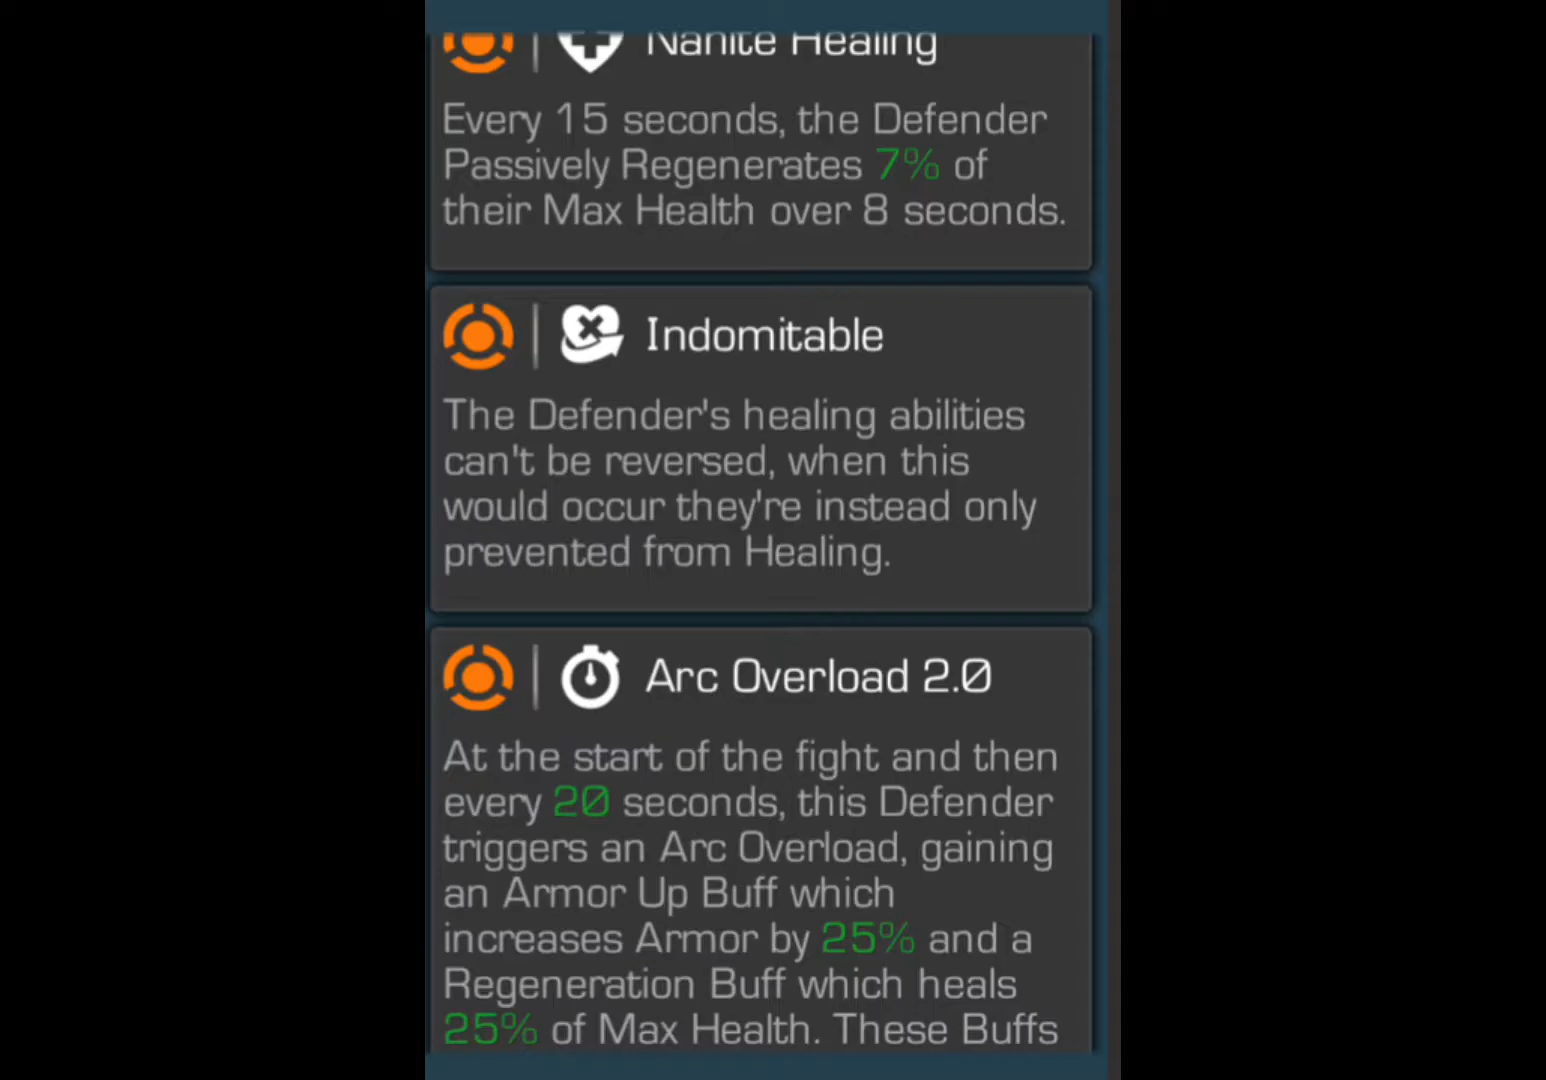 Nanite Healing
Every 15 seconds, the Defender
Passively Regenerates 7% of
their Max Health over 8 seconds.
Indomitable
The Defender's healing abilities
can't be reversed, when this
would occur they're instead only
prevented from Healing.
Arc Overload 2.0
At the start of the fight and then
every 20 seconds, this Defender
triggers an Arc Overload, gaining
an Armor Up Buff which
increases Armor by 25% and a
Regeneration Buff which heals
25% of Max Health. These Buffs